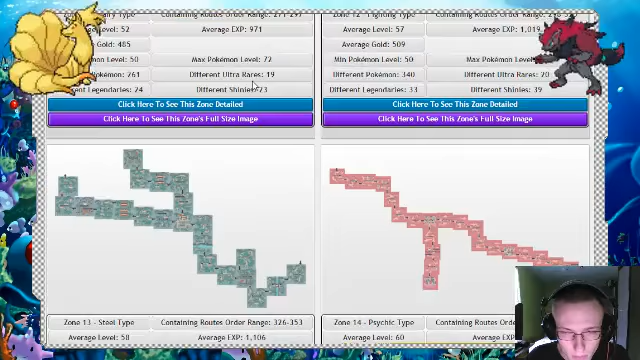 Containing Routes Order Range: 271-297
Average Level: 52
Average EXP: 971
Average Gold: 485
Level: 50
Max Pokémon Level: 72
Pokémon: 261
Different Ultra Rares: 19
Different Legendaries: 24
Different Shinies: 23
Click Here To See This Zone Detailed
Click Here To See This Zone's Full Size Image
Zone 12 - Fighting Type
Containing Routes Order Range:
Average Level: 57
Average EXP: 1,019
Average Gold: 509
Min Pokémon Level: 50
Max Pokémon Level:
Different Pokémon: 340
Different Ultra Rares: 20
Different Legendaries: 33
Different Shinies: 39
Click Here To See This Zone Detailed
Click Here To See This Zone's Full Size Image
Zone 13 - Steel Type
Containing Routes Order Range: 326-353
Average Level: 58
Average EXP: 1,106
Zone 14 - Psychic Type
Containing Routes Order
Average Level: 60